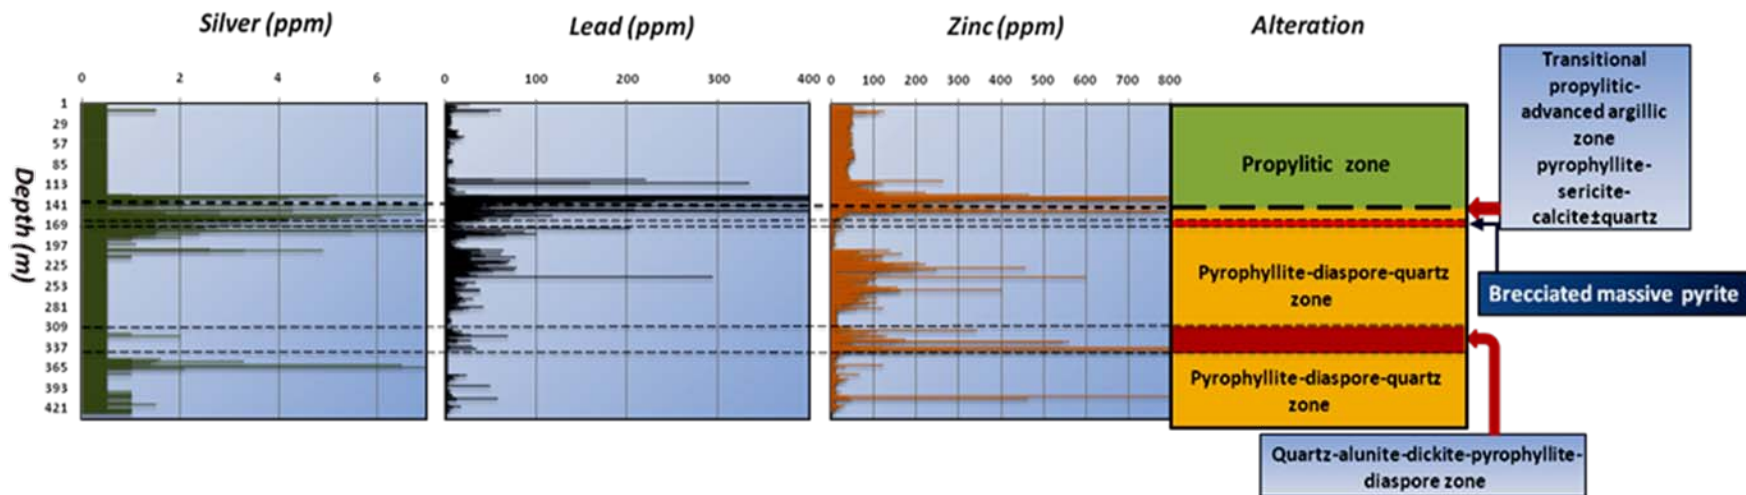 Silver (ppm)
Lead (ppm)
Zinc (ppm)
Alteration
0 2 4 6
0 100 200 300 400
0 100 200 300 400 500 600 700 800
Depth (m)
1
29
57
85
113
141
169
197
225
253
281
309
337
365
393
421
Propylitic zone
Pyrophyllite-diaspore-quartz
zone
Pyrophyllite-diaspore-quartz
zone
Transitional
propylitic-
advanced argillic
zone
pyrophyllite-
sericite-
calcite±quartz
Brecciated massive pyrite
Quartz-alunite-dickite-pyrophyllite-
diaspore zone